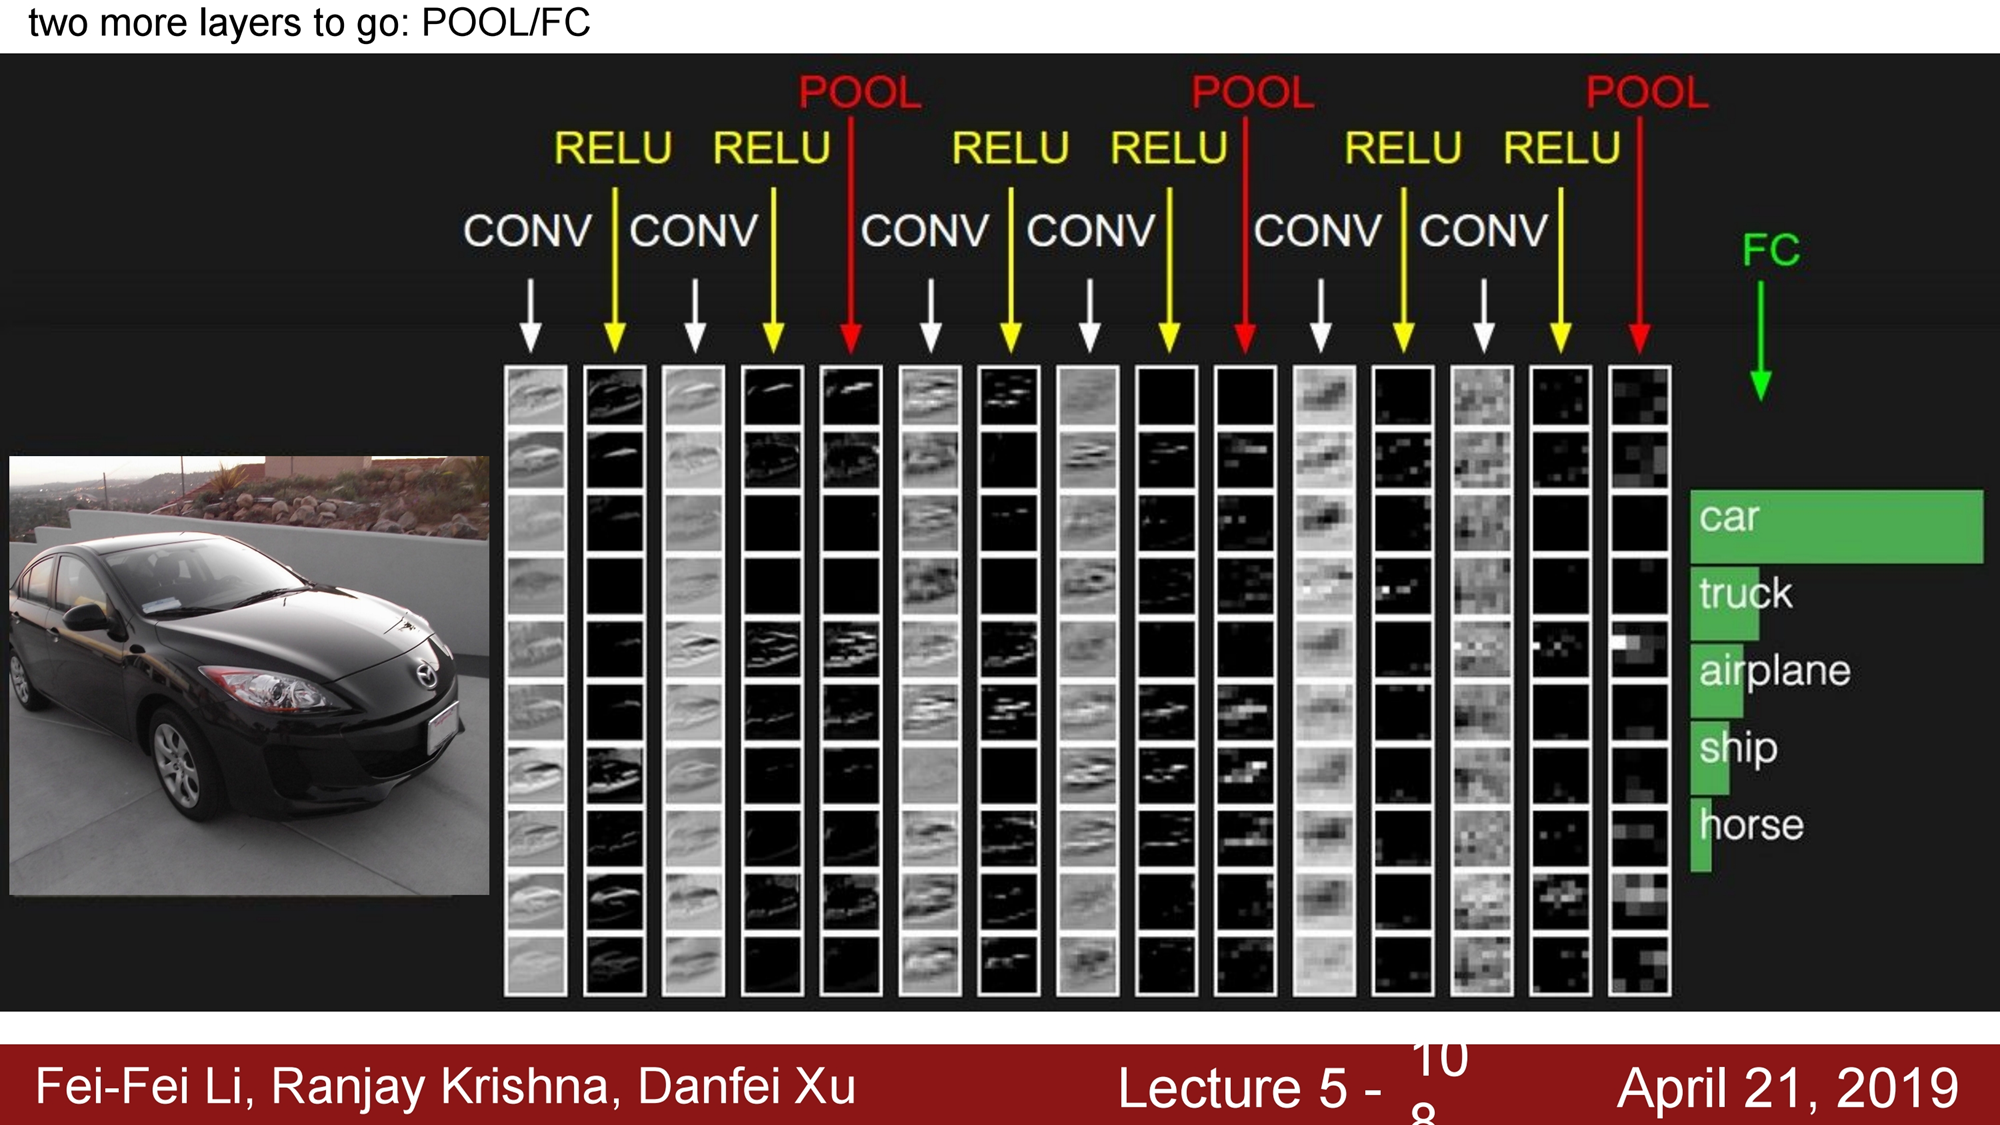 two more layers to go: POOL/FC
POOL POOL POOL
RELU RELU RELU RELU RELU RELU
CONV CONV CONV CONV CONV CONV
FC
car
truck
airplane
ship
horse
Fei-Fei Li, Ranjay Krishna, Danfei Xu
Lecture 5 -
10
8
April 21, 2019